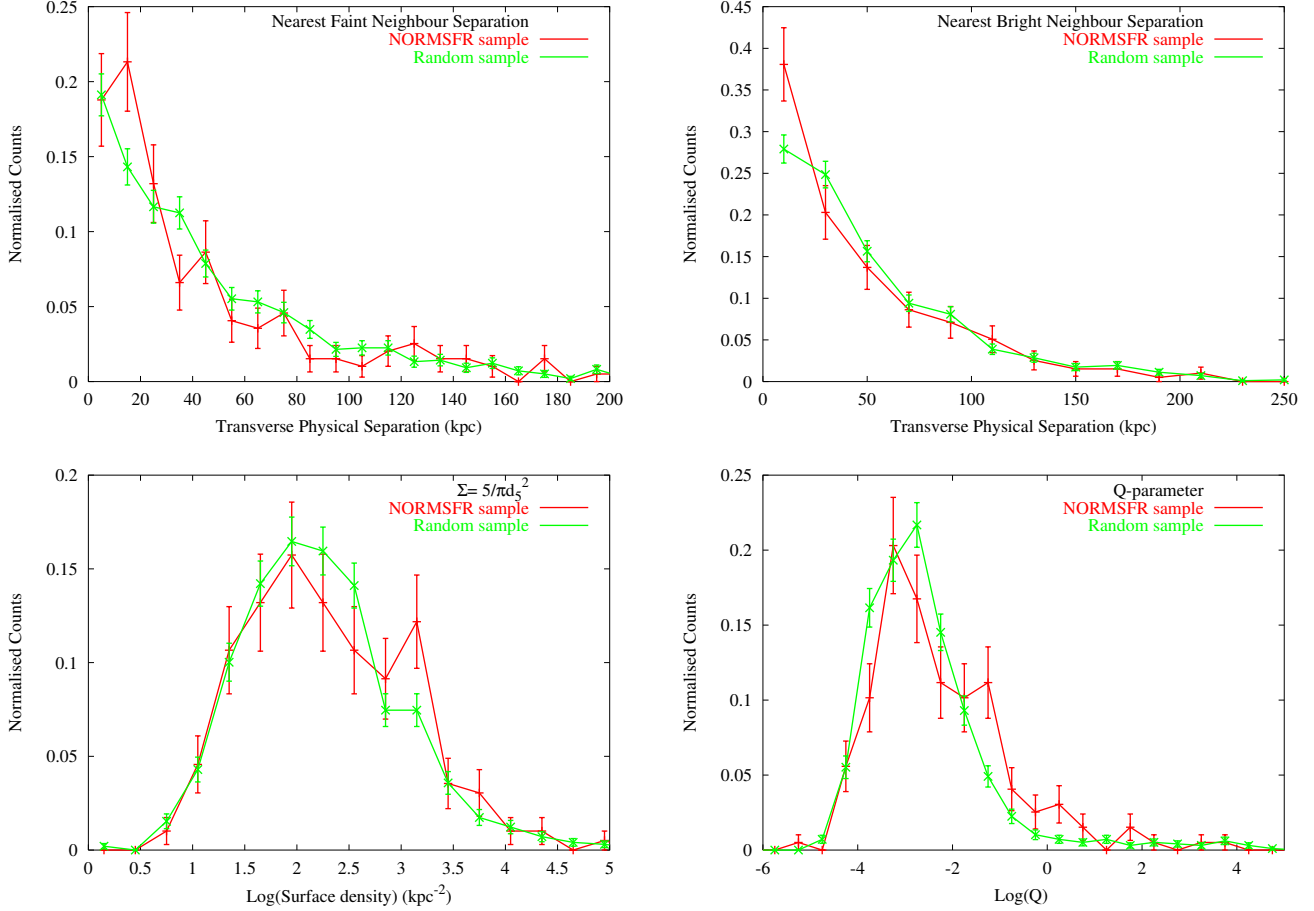 Nearest Faint Neighbour Separation
NORMSFR sample
Random sample
Normalised Counts
0.25
0.2
0.15
0.1
0.05
0
0 20 40 60 80 100 120 140 160 180 200
Transverse Physical Separation (kpc)
Nearest Bright Neighbour Separation
NORMSFR sample
Random sample
Normalised Counts
0.45
0.4
0.35
0.3
0.25
0.2
0.15
0.1
0.05
0
0 50 100 150 200 250
Transverse Physical Separation (kpc)
Σ= 5/πd₅²
NORMSFR sample
Random sample
Normalised Counts
0.2
0.15
0.1
0.05
0
0 0.5 1 1.5 2 2.5 3 3.5 4 4.5 5
Log(Surface density) (kpc⁻²)
Q-parameter
NORMSFR sample
Random sample
Normalised Counts
0.25
0.2
0.15
0.1
0.05
0
-6 -4 -2 0 2 4
Log(Q)